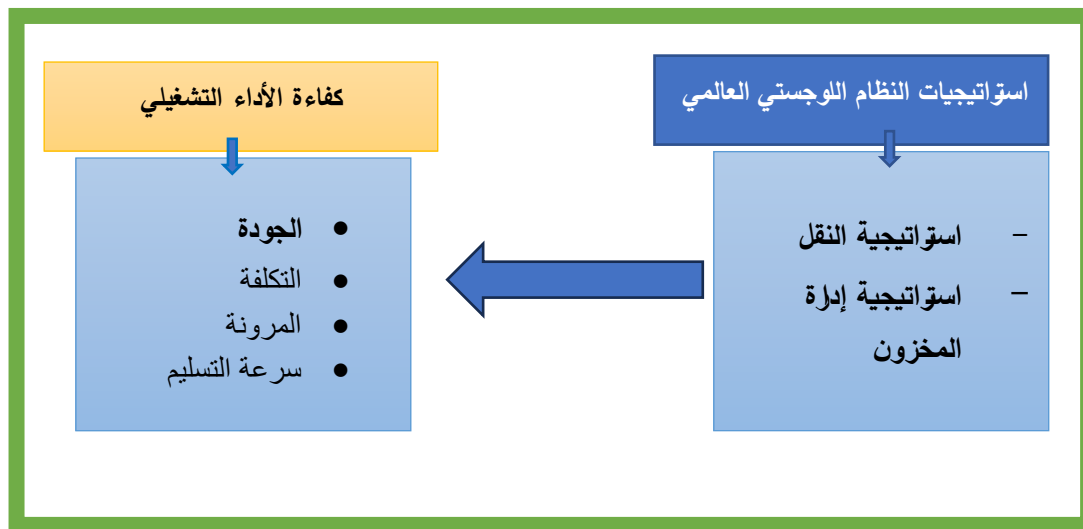 استراتيجيات النظام اللوجستي العالمي
- استراتيجية النقل
- استراتيجية إدارة
المخزون
كفاءة الأداء التشغيلي
● الجودة
● التكلفة
● المرونة
● سرعة التسليم